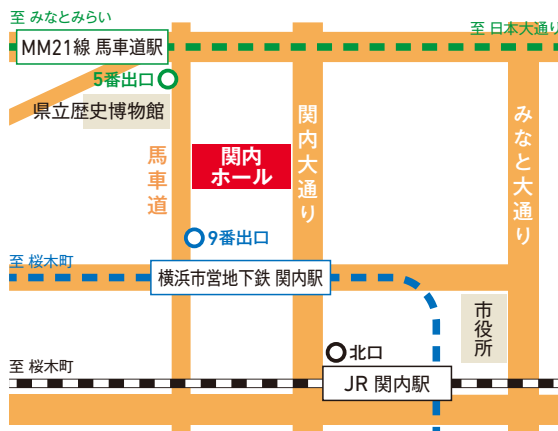 至 みなとみらい
至 日本大通り
MM21線 馬車道駅
5番出口
県立歴史博物館
馬車道
関内
ホール
関内大通り
みなと大通り
9番出口
至 桜木町
横浜市営地下鉄 関内駅
市役所
北口
至 桜木町
JR 関内駅